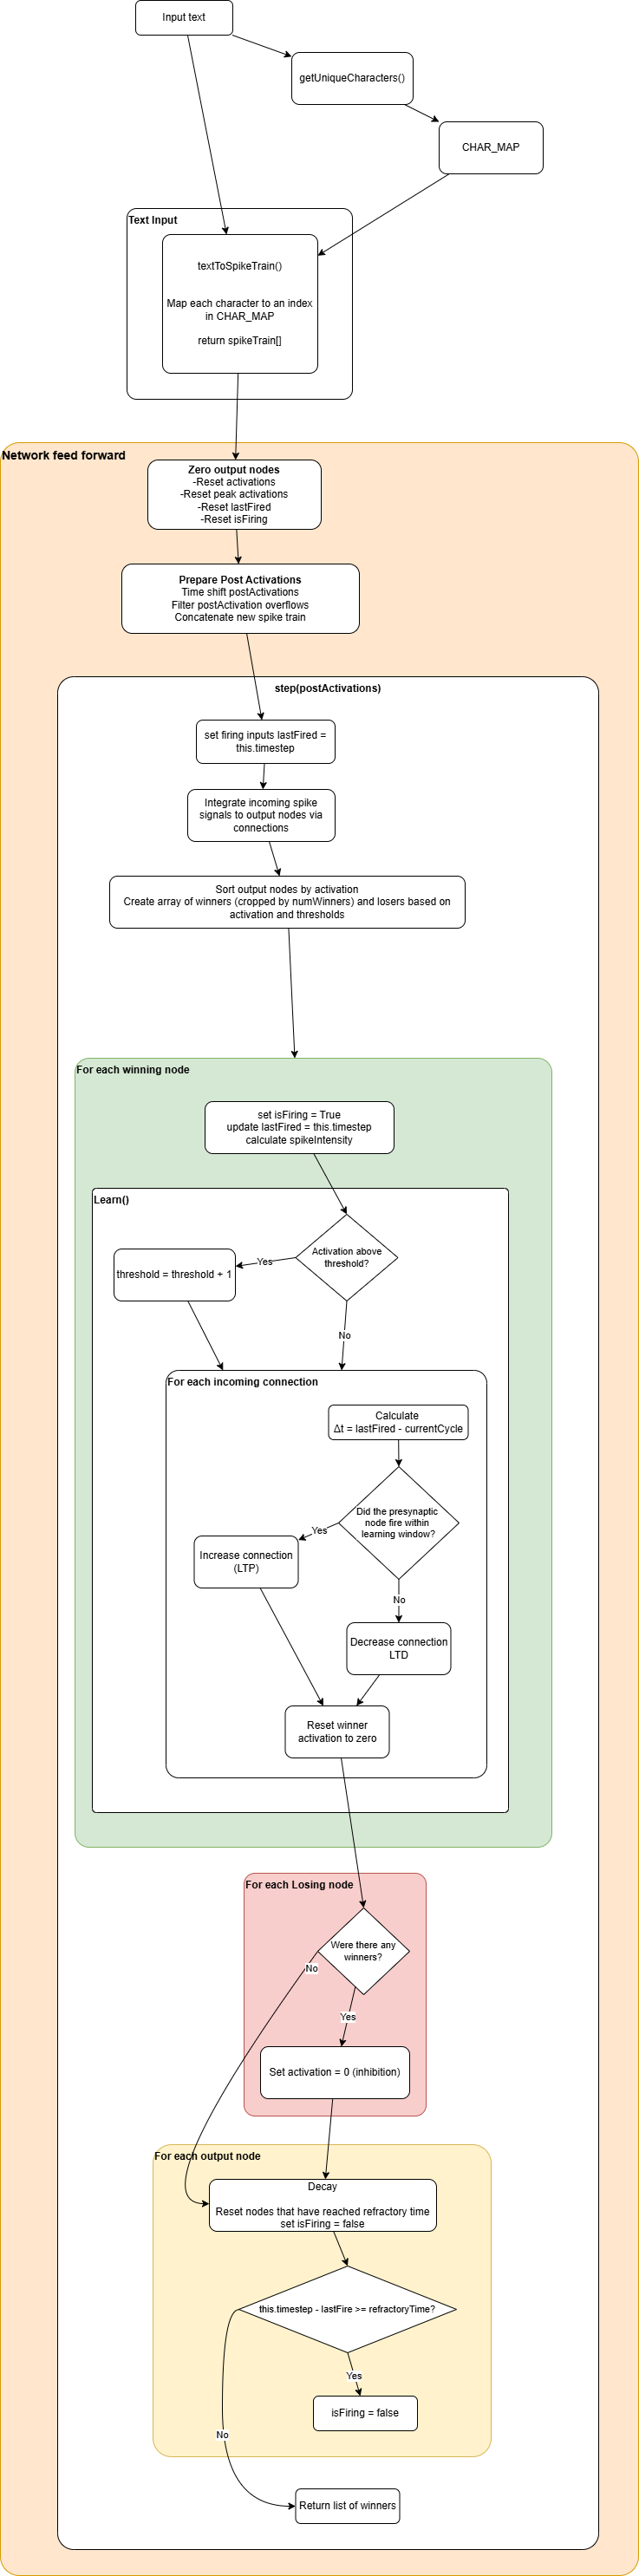 Input text
getUniqueCharacters()
CHAR_MAP
Text Input
textToSpikeTrain()
Map each character to an index
in CHAR_MAP
return spikeTrain[]
Network feed forward
Zero output nodes
-Reset activations
-Reset peak activations
-Reset lastFired
-Reset isFiring
Prepare Post Activations
Time shift postActivations
Filter postActivation overflows
Concatenate new spike train
step(postActivations)
set firing inputs lastFired =
this.timestep
Integrate incoming spike
signals to output nodes via
connections
Sort output nodes by activation
Create array of winners (cropped by numWinners) and losers based on
activation and thresholds
For each winning node
set isFiring = True
update lastFired = this.timestep
calculate spikeIntensity
Learn()
Activation above
threshold?
Yes
threshold = threshold + 1
No
For each incoming connection
Calculate
Δt = lastFired - currentCycle
Did the presynaptic
node fire within
learning window?
Yes
Increase connection
(LTP)
No
Decrease connection
LTD
Reset winner
activation to zero
For each Losing node
Were there any
winners?
No
Yes
Set activation = 0 (inhibition)
For each output node
Decay
Reset nodes that have reached refractory time
set isFiring = false
this.timestep - lastFire >= refractoryTime?
Yes
isFiring = false
No
Return list of winners